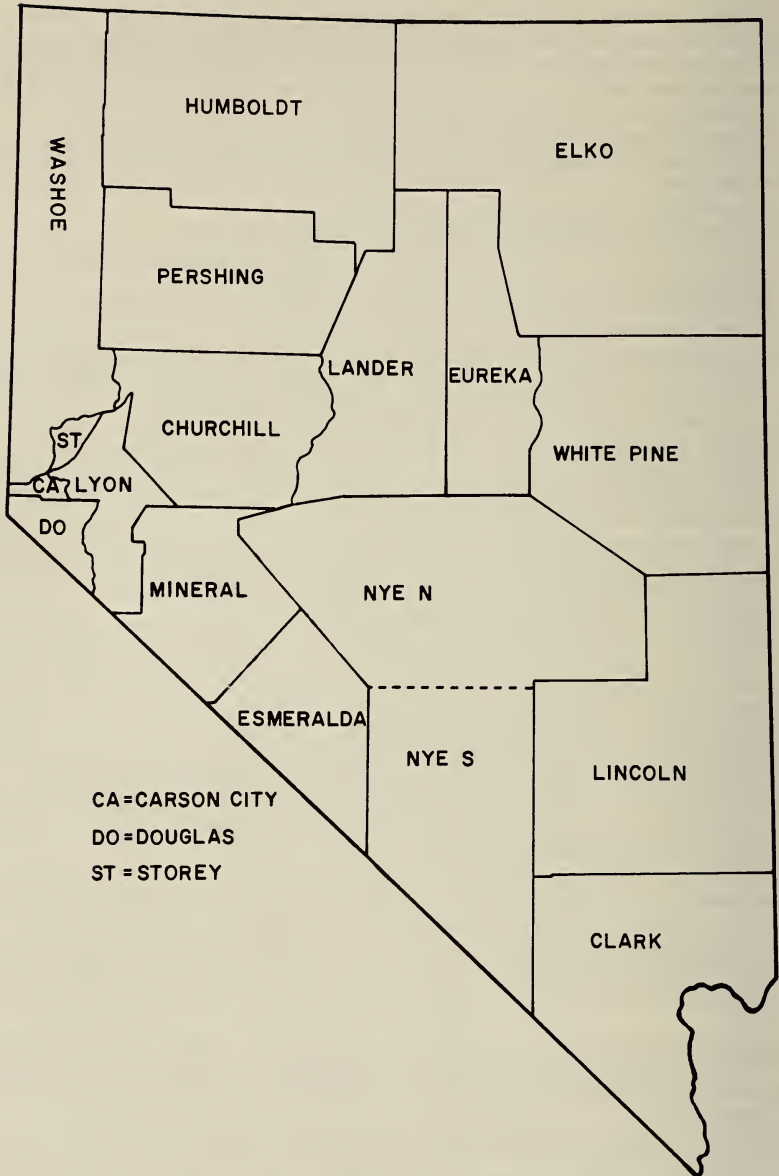 HUMBOLDT
ELKO
WASHOE
PERSHING
LANDER
EUREKA
CHURCHILL
ST
WHITE PINE
CA
LYON
DO
MINERAL
NYE N
ESMERALDA
NYE S
LINCOLN
CA=CARSON CITY
DO=DOUGLAS
ST=STOREY
CLARK